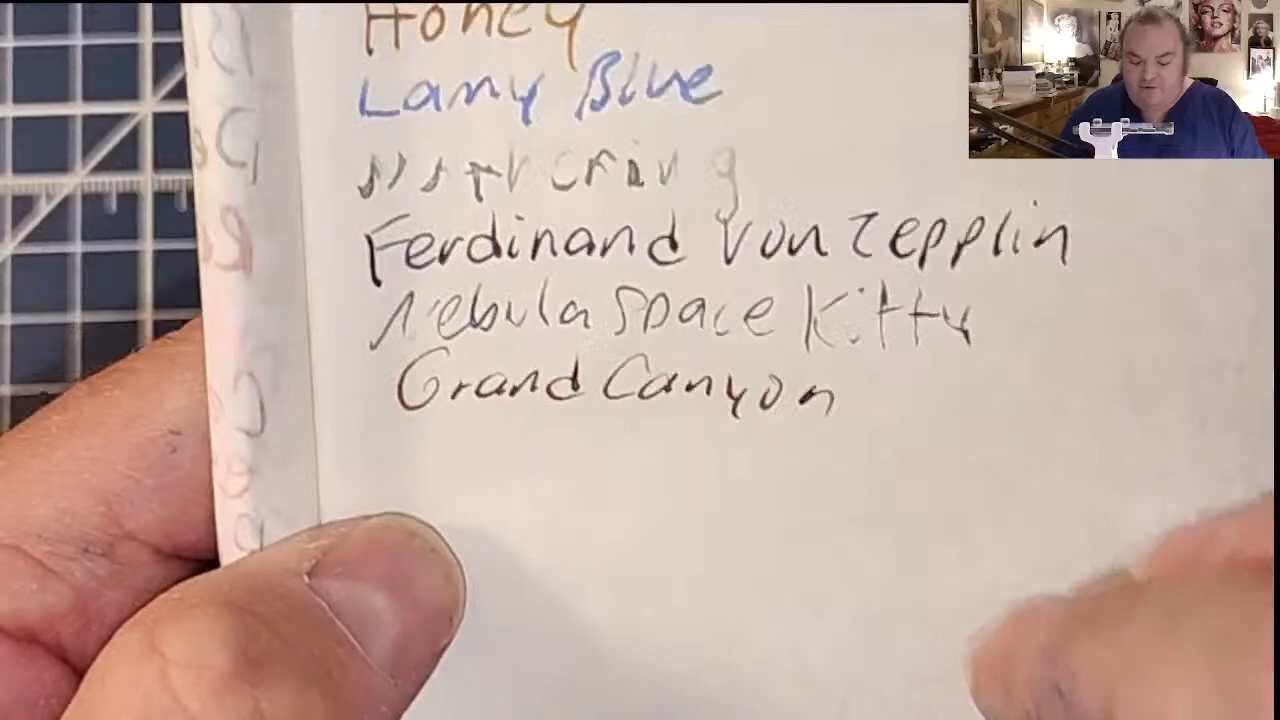 Honey
Lamy Blue
Ferdinand Von Zepplin
Nebula Space Kitty
Grand Canyon